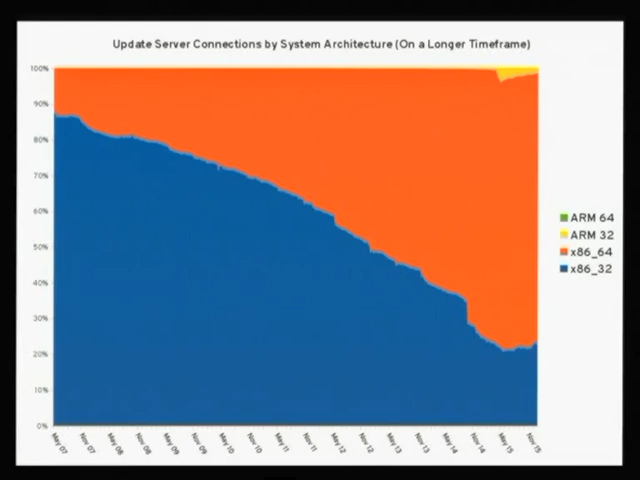 Update Server Connections by System Architecture (On a Longer Timeframe)
100%
90%
80%
70%
60%
50%
40%
30%
20%
10%
0%
ARM 64
ARM 32
x86_64
x86_32
May 07
Nov 07
May 08
Nov 08
May 09
Nov 09
May 10
Nov 10
May 11
Nov 11
May 12
Nov 12
May 13
Nov 13
May 14
Nov 14
May 15
Nov 15